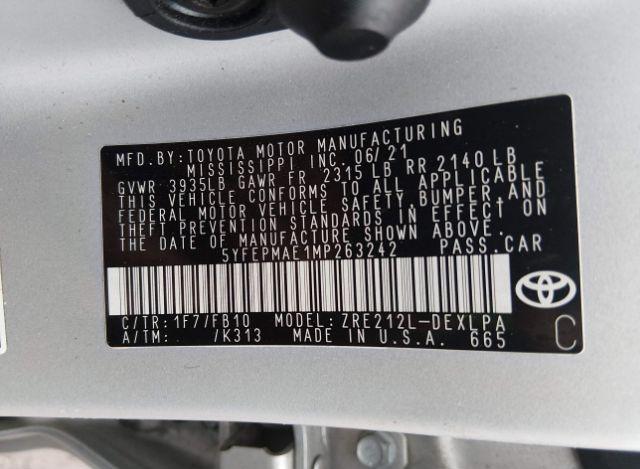 MFD. BY: TOYOTA MOTOR MANUFACTURING
MISSISSIPPI INC. 06/21
GVWR 3935LB GAWR FR 2315 LB RR 2140 LB
THIS VEHICLE CONFORMS TO ALL APPLICABLE
FEDERAL MOTOR VEHICLE SAFETY, BUMPER, AND
THEFT PREVENTION STANDARDS IN EFFECT ON
THE DATE OF MANUFACTURE SHOWN ABOVE.
5YFEPMAE1MP263242 PASS.CAR
C/TR: 1F7/FB10 MODEL: ZRE212L-DEXLPA
A/TM: /K313 MADE IN U.S.A. 665
C